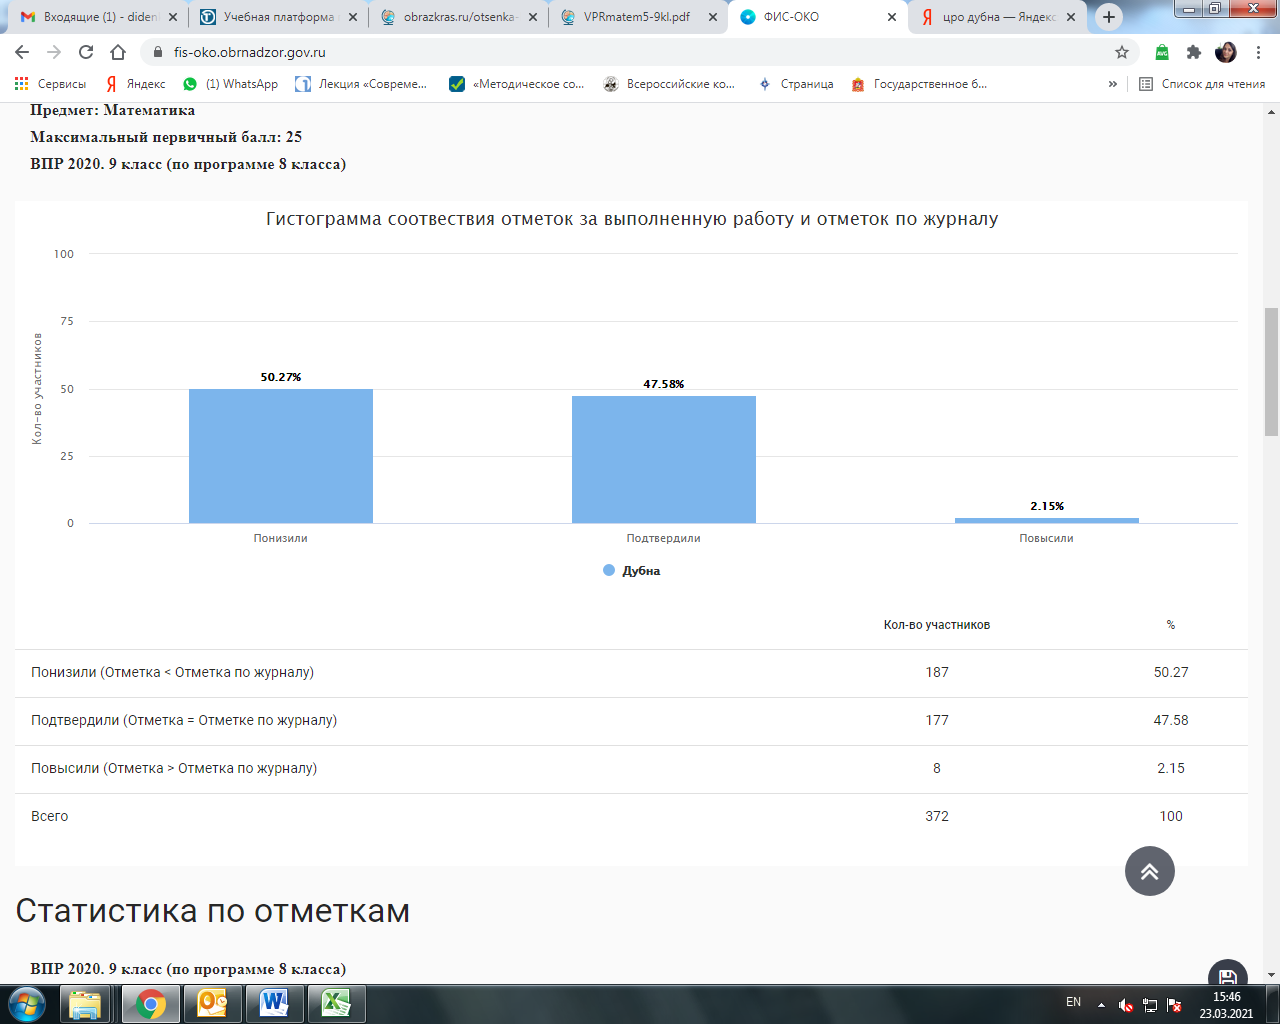 Входящие (1) - diden
Учебная платформа
obrazkras.ru/otsenka-
VPRmatem5-9kl.pdf
ФИС-ОКО
цро дубна — Яндекс
fis-oko.obrnadzor.gov.ru
Сервисы
Яндекс
(1) WhatsApp
Лекция «Совреме...
«Методическое со...
Всероссийские ко...
Страница
Государственное б...
»
Список для чтения
Предмет: Математика
Максимальный первичный балл: 25
ВПР 2020. 9 класс (по программе 8 класса)
Гистограмма соотвествия отметок за выполненную работу и отметок по журналу
Кол-во участников
100
75
50
25
0
50.27%
47.58%
2.15%
Понизили
Подтвердили
Повысили
Дубна
Кол-во участников %
Понизили (Отметка < Отметка по журналу) 187 50.27
Подтвердили (Отметка = Отметке по журналу) 177 47.58
Повысили (Отметка > Отметка по журналу) 8 2.15
Всего 372 100
Статистика по отметкам
ВПР 2020. 9 класс (по программе 8 класса)
EN
15:46
23.03.2021